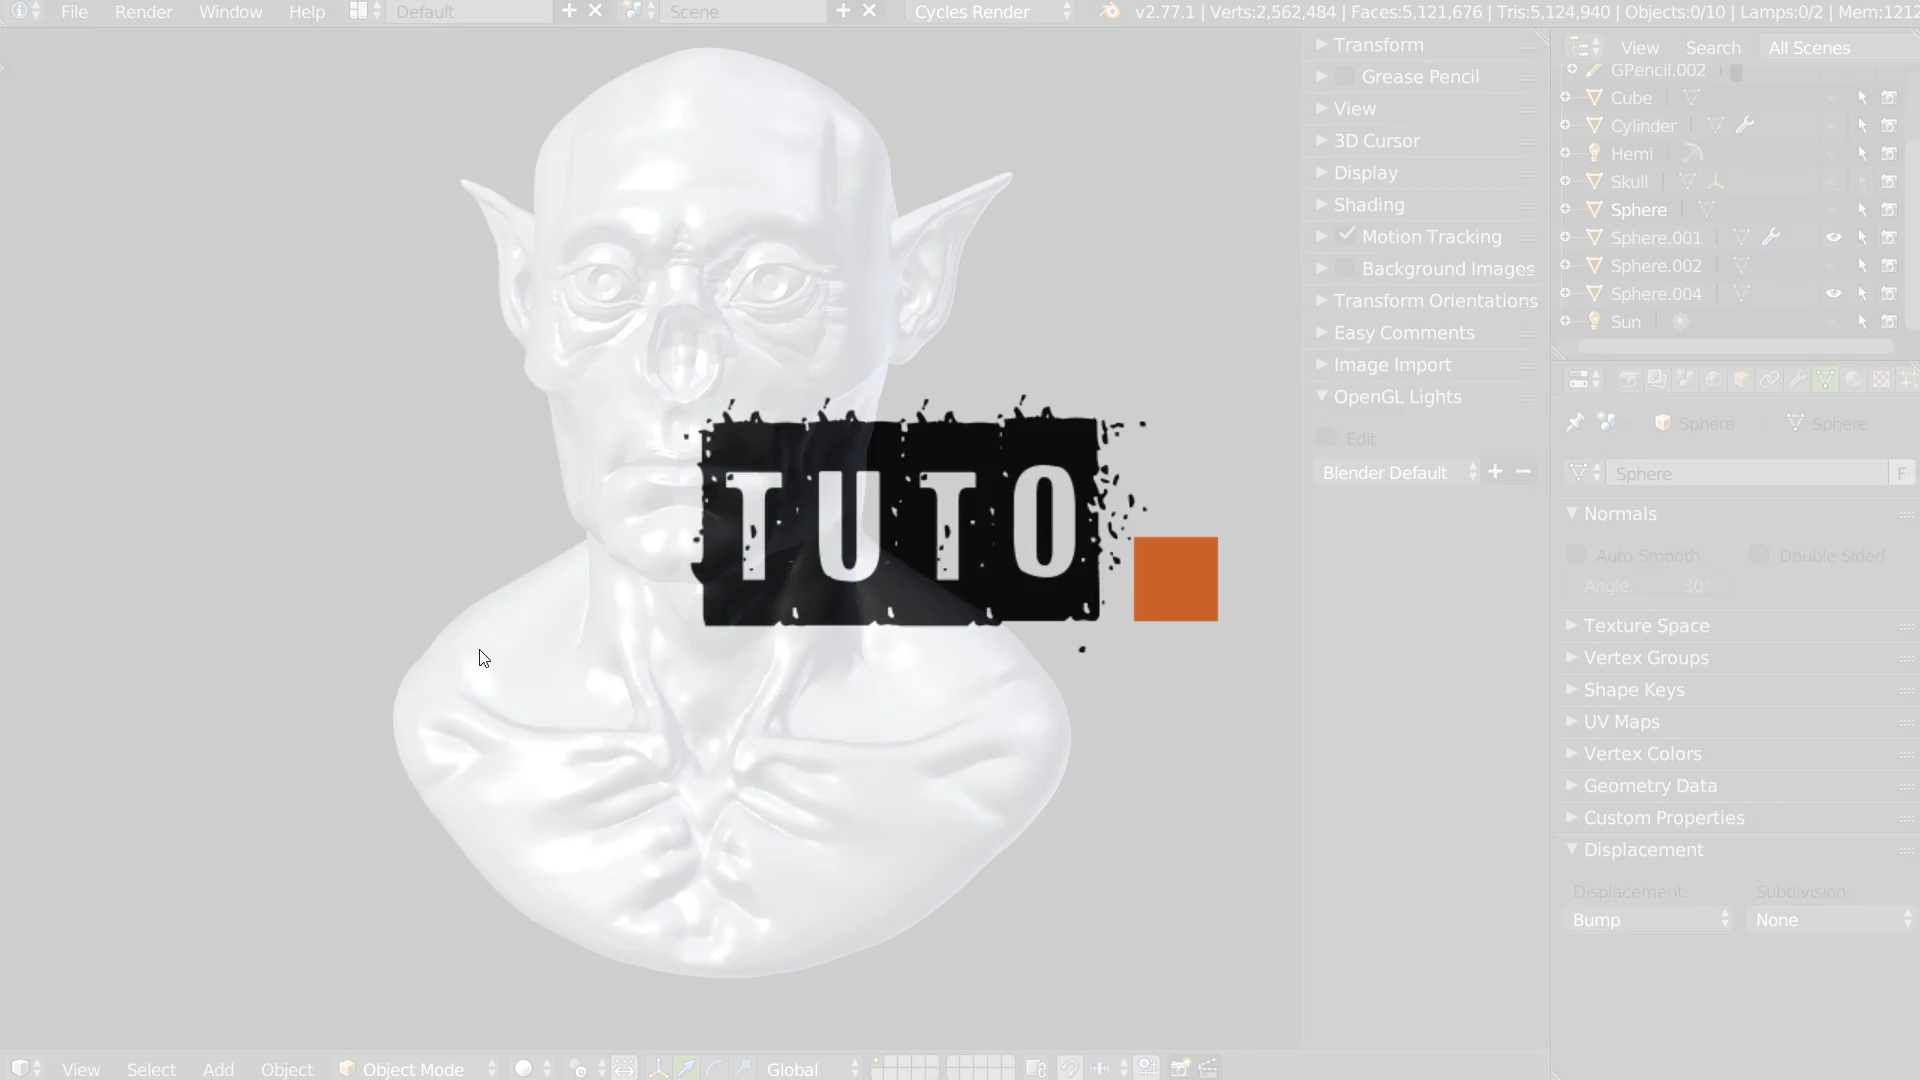 File Render Window Help Default Scene Cycles Render v2.77.1 | Verts:2,562,484 | Faces:5,121,676 | Tris:5,124,940 | Objects:0/10 | Lamps:0/2 | Mem:1212
Transform
Grease Pencil
View
3D Cursor
Display
Shading
Motion Tracking
Background Images
Transform Orientations
Easy Comments
Image Import
OpenGL Lights
Edit
Blender Default
View Search All Scenes
GPencil.002
Cube
Cylinder
Hemi
Skull
Sphere
Sphere.001
Sphere.002
Sphere.004
Sun
Sphere Sphere
Sphere F
Normals
Auto Smooth Double Sided
Angle: 30°
Texture Space
Vertex Groups
Shape Keys
UV Maps
Vertex Colors
Geometry Data
Custom Properties
Displacement
Displacement: Subdivision:
Bump None
TUTO
View Select Add Object Object Mode Global